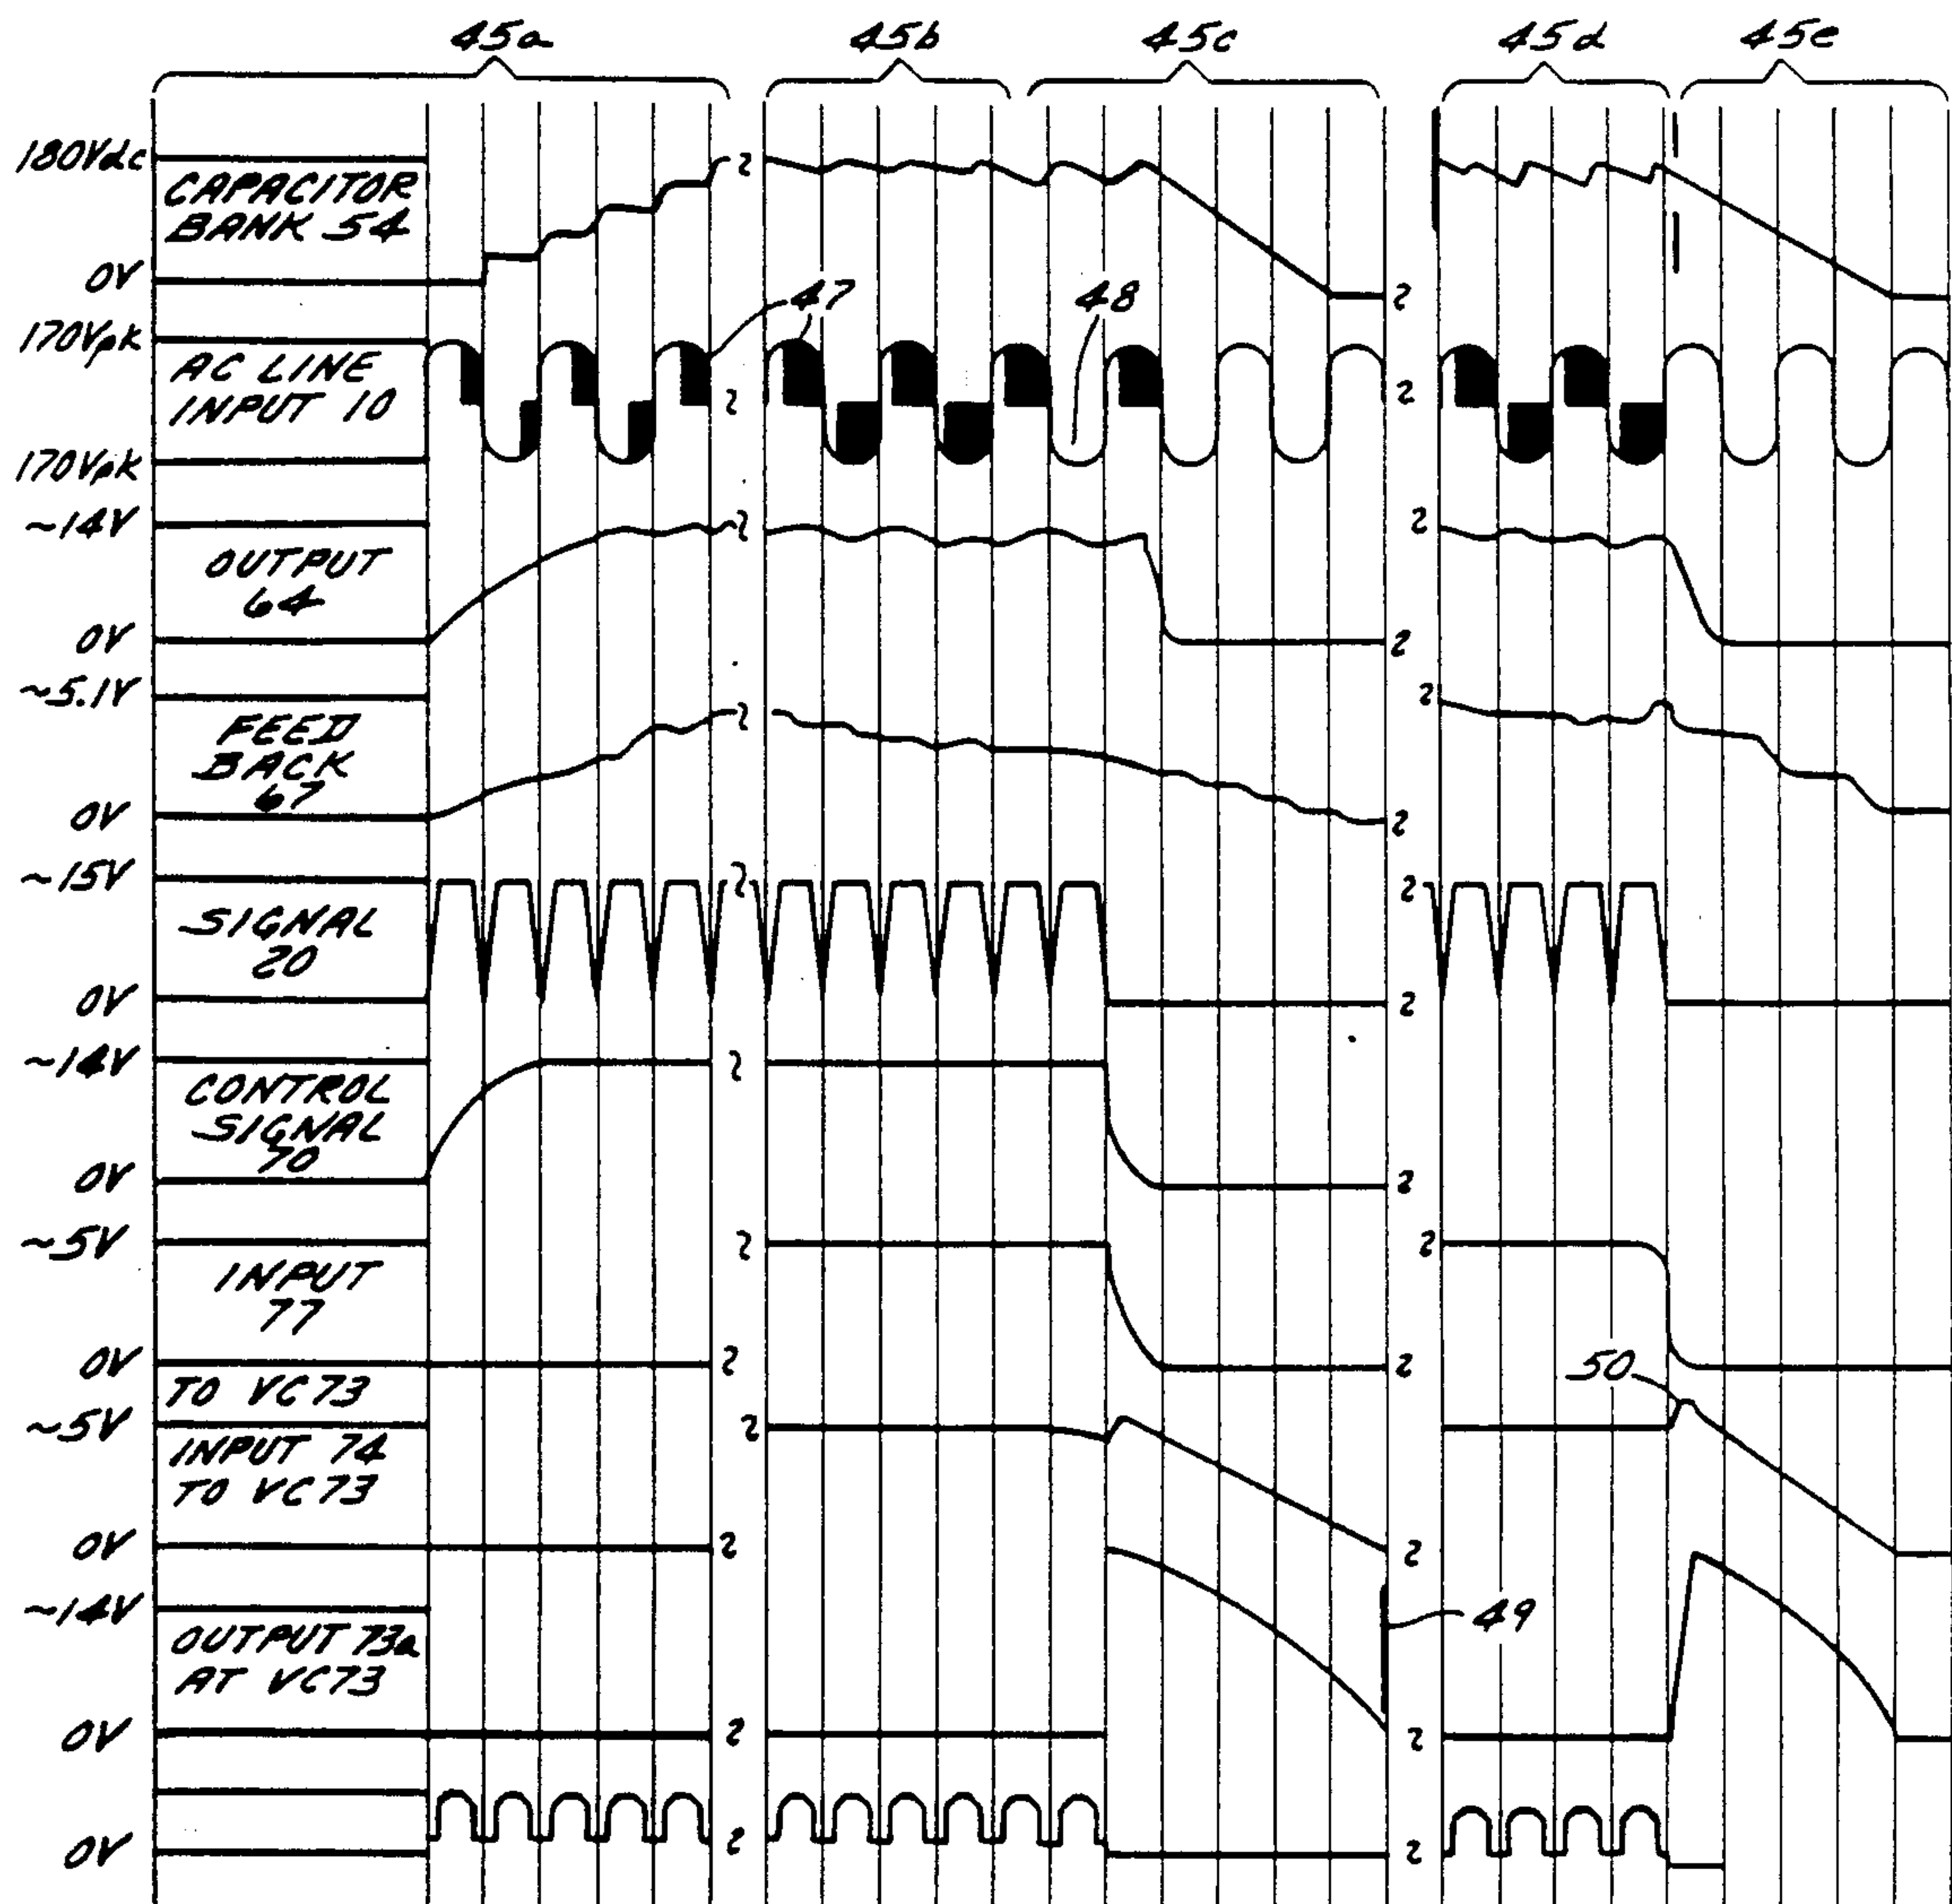 45a 45b 45c 45d 45e
180Vdc
CAPACITOR
BANK 54
0V
47
48
170Vpk
AC LINE
INPUT 10
170Vpk
~14V
OUTPUT
64
0V
~5.1V
FEED
BACK
67
0V
~15V
SIGNAL
20
0V
~14V
CONTROL
SIGNAL
70
0V
~5V
INPUT
77
0V
TO VC73
50
~5V
INPUT 74
TO VC73
0V
~14V
49
OUTPUT 73a
AT VC73
0V
0V